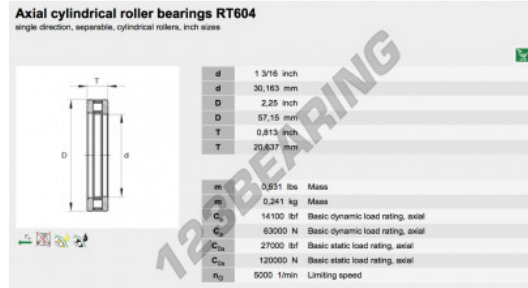 Axial cylindrical roller bearings RT604
single direction, separable, cylindrical rollers, inch sizes
T
D
d
d 1 3/16 inch
d 30,163 mm
D 2,25 inch
D 57,15 mm
T 0,813 inch
T 20,637 mm
m 0,531 lbs Mass
m 0,241 kg Mass
Ca 14100 lbf Basic dynamic load rating, axial
Ca 63000 N Basic dynamic load rating, axial
C0a 27000 lbf Basic static load rating, axial
C0a 120000 N Basic static load rating, axial
nG 5000 1/min Limiting speed
123BEARING